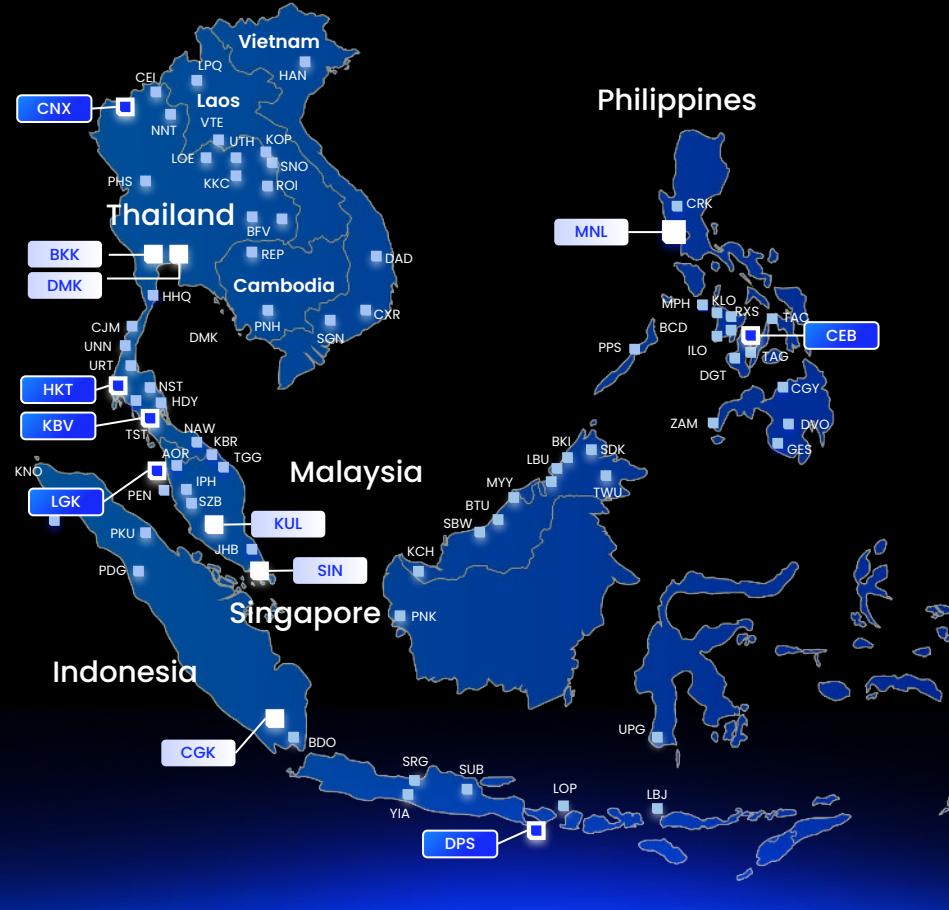 Vietnam
LPQ
HAN
CEI
Philippines
CNX
Laos
NNT
VTE
UTH
KOP
LOE
SNO
PHS
KKC
ROI
CRK
Thailand
BFV
MNL
BKK
REP
DAD
DMK
Cambodia
HHQ
MPH
KLO
RXS
TAC
CXR
CJM
PNH
BCD
DMK
SGN
CEB
UNN
PPS
ILO
TAG
URT
DGT
HKT
NST
CGY
HDY
KBV
ZAM
DVO
TST
NAW
KBR
BKI
SDK
GES
AOR
TGG
LBU
KNO
Malaysia
IPH
MYY
TWU
LGK
PEN
SZB
BTU
KUL
SBW
PKU
JHB
KCH
PDG
SIN
Singapore
PNK
Indonesia
UPG
CGK
BDO
SRG
SUB
LOP
LBJ
YIA
DPS